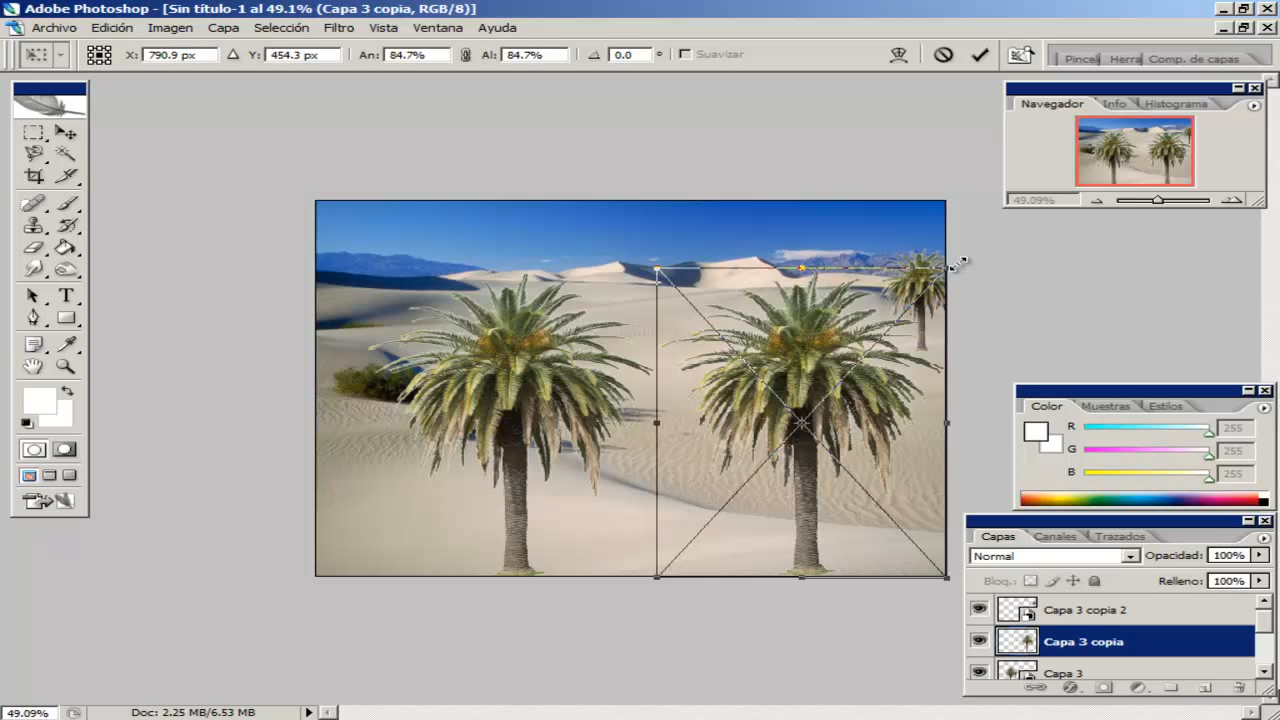 Adobe Photoshop - [Sin título-1 al 49.1% (Capa 3 copia, RGB/8)]
Archivo Edición Imagen Capa Selección Filtro Vista Ventana Ayuda
X: 790.9 px Y: 454.3 px An: 84.7% Al: 84.7% 0.0 ° Suavizar Pincel Herra Comp. de capas
Navegador Info Histograma
49.09%
Color Muestras Estilos
R 255
G 255
B 255
Capas Canales Trazados
Normal Opacidad: 100%
Bloq.: Relleno: 100%
Capa 3 copia 2
Capa 3 copia
Capa 3
49.09% Doc: 2.25 MB/6.53 MB